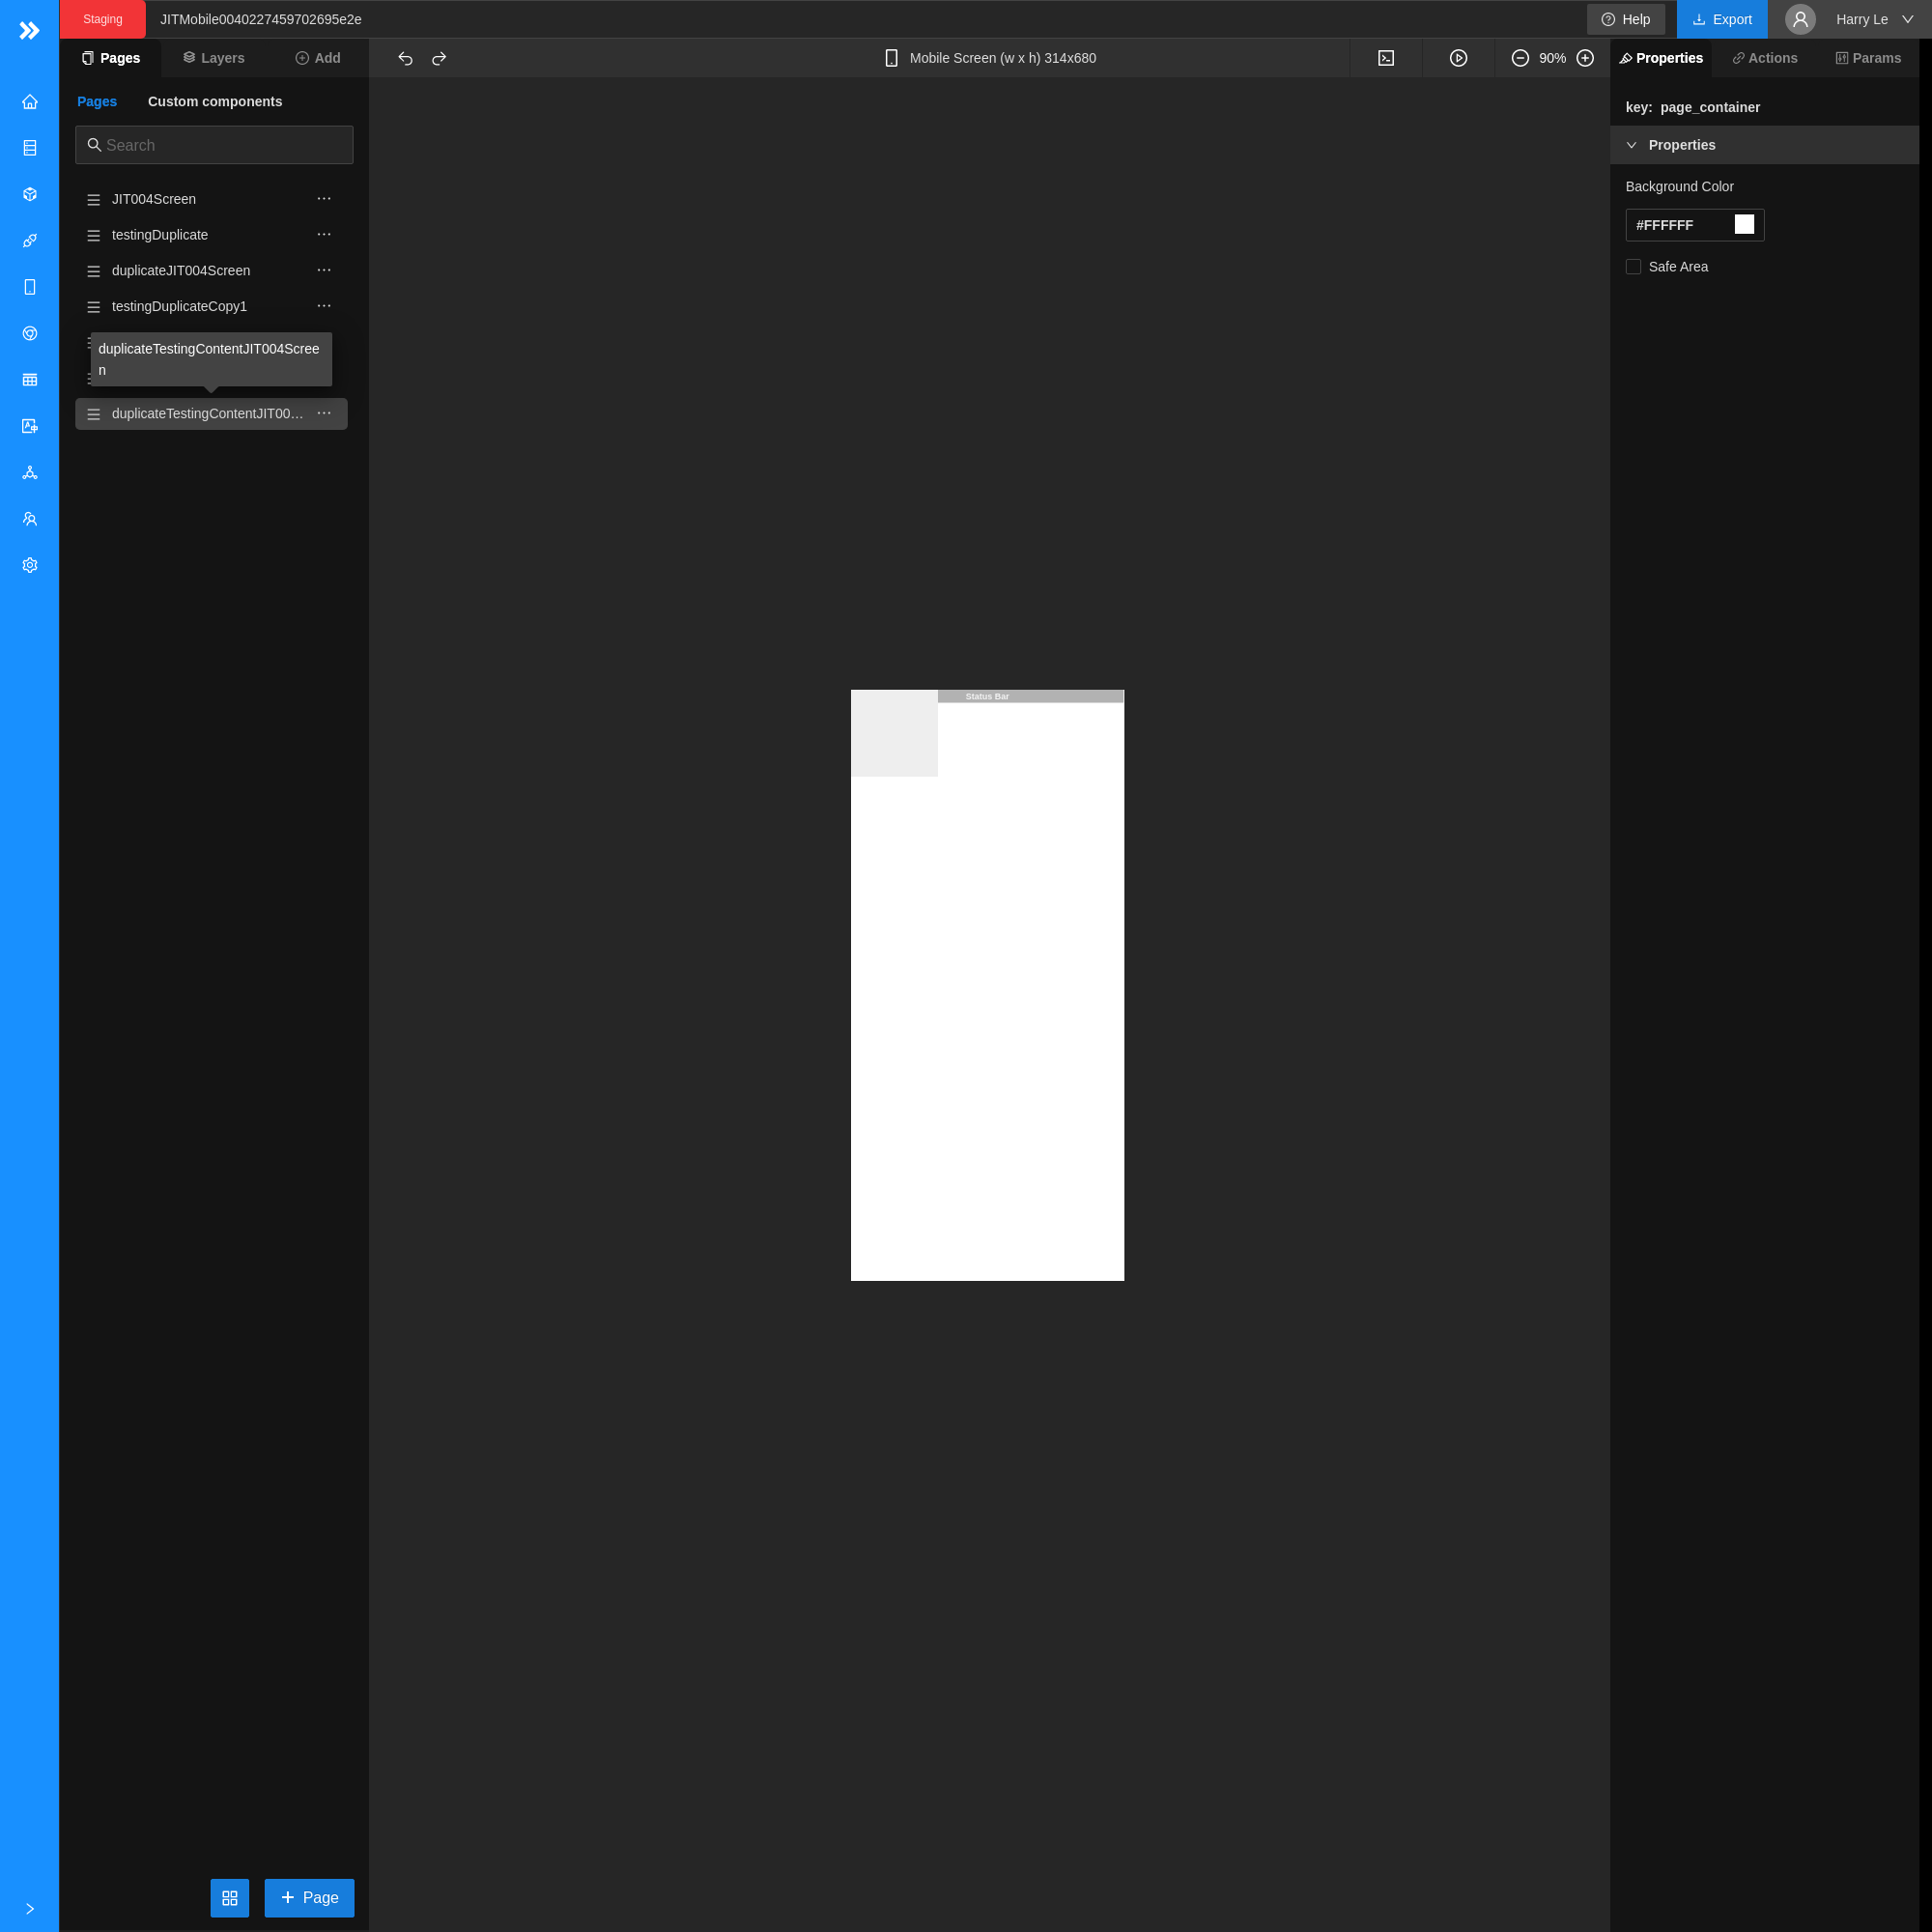 Staging
JITMobile0040227459702695e2e
Help
Export
Harry Le
Pages
Layers
Add
Mobile Screen (w x h) 314x680
90%
Properties
Actions
Params
Pages
Custom components
Search
JIT004Screen
testingDuplicate
duplicateJIT004Screen
testingDuplicateCopy1
duplicateTestingContentJIT004Scree
n
duplicateTestingContentJIT00...
key: page_container
Properties
Background Color
#FFFFFF
Safe Area
Status Bar
Page